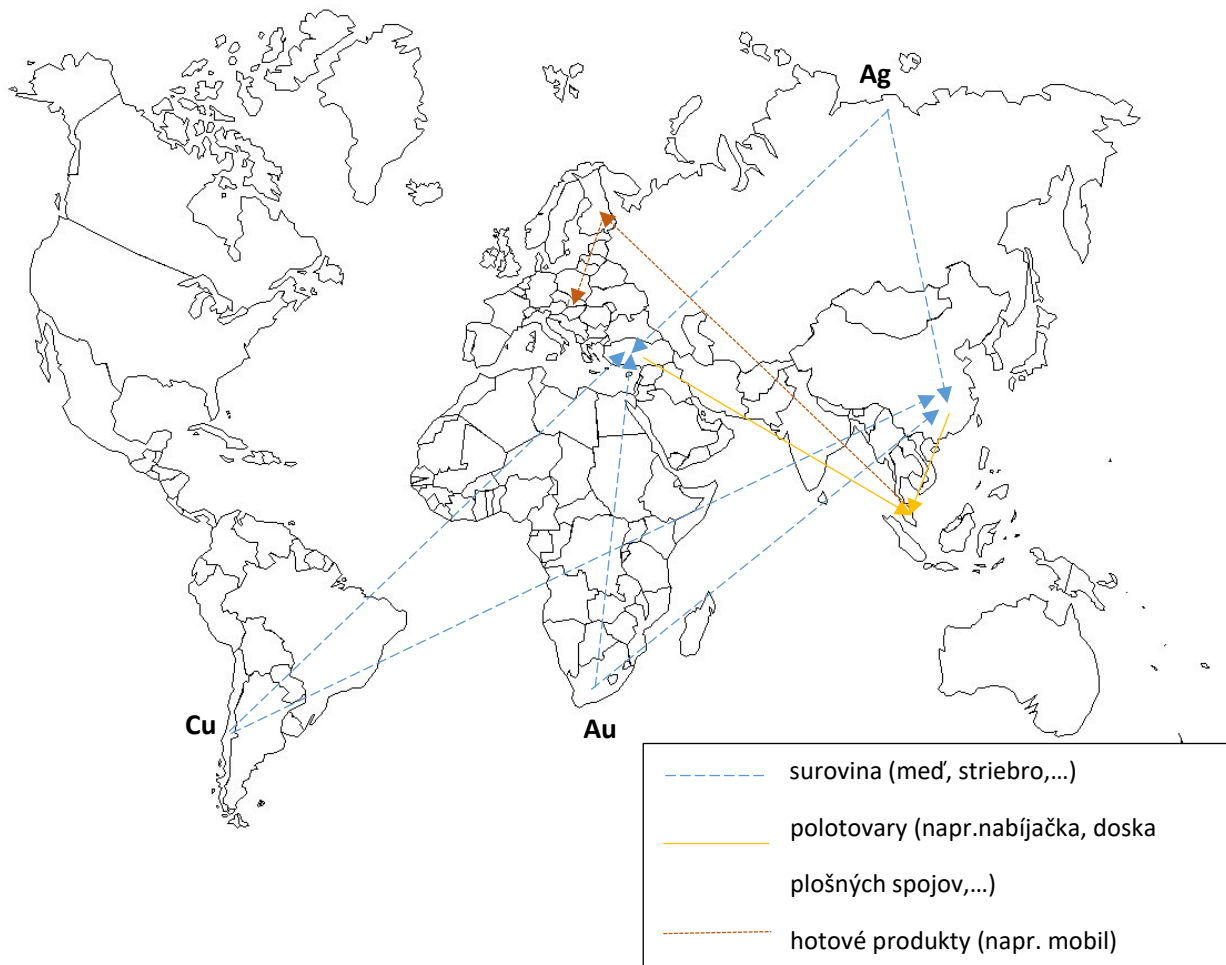 Ag
Cu
Au
surovina (meď, striebro,...)
polotovary (napr.nabíjačka, doska
plošných spojov,...)
hotové produkty (napr. mobil)